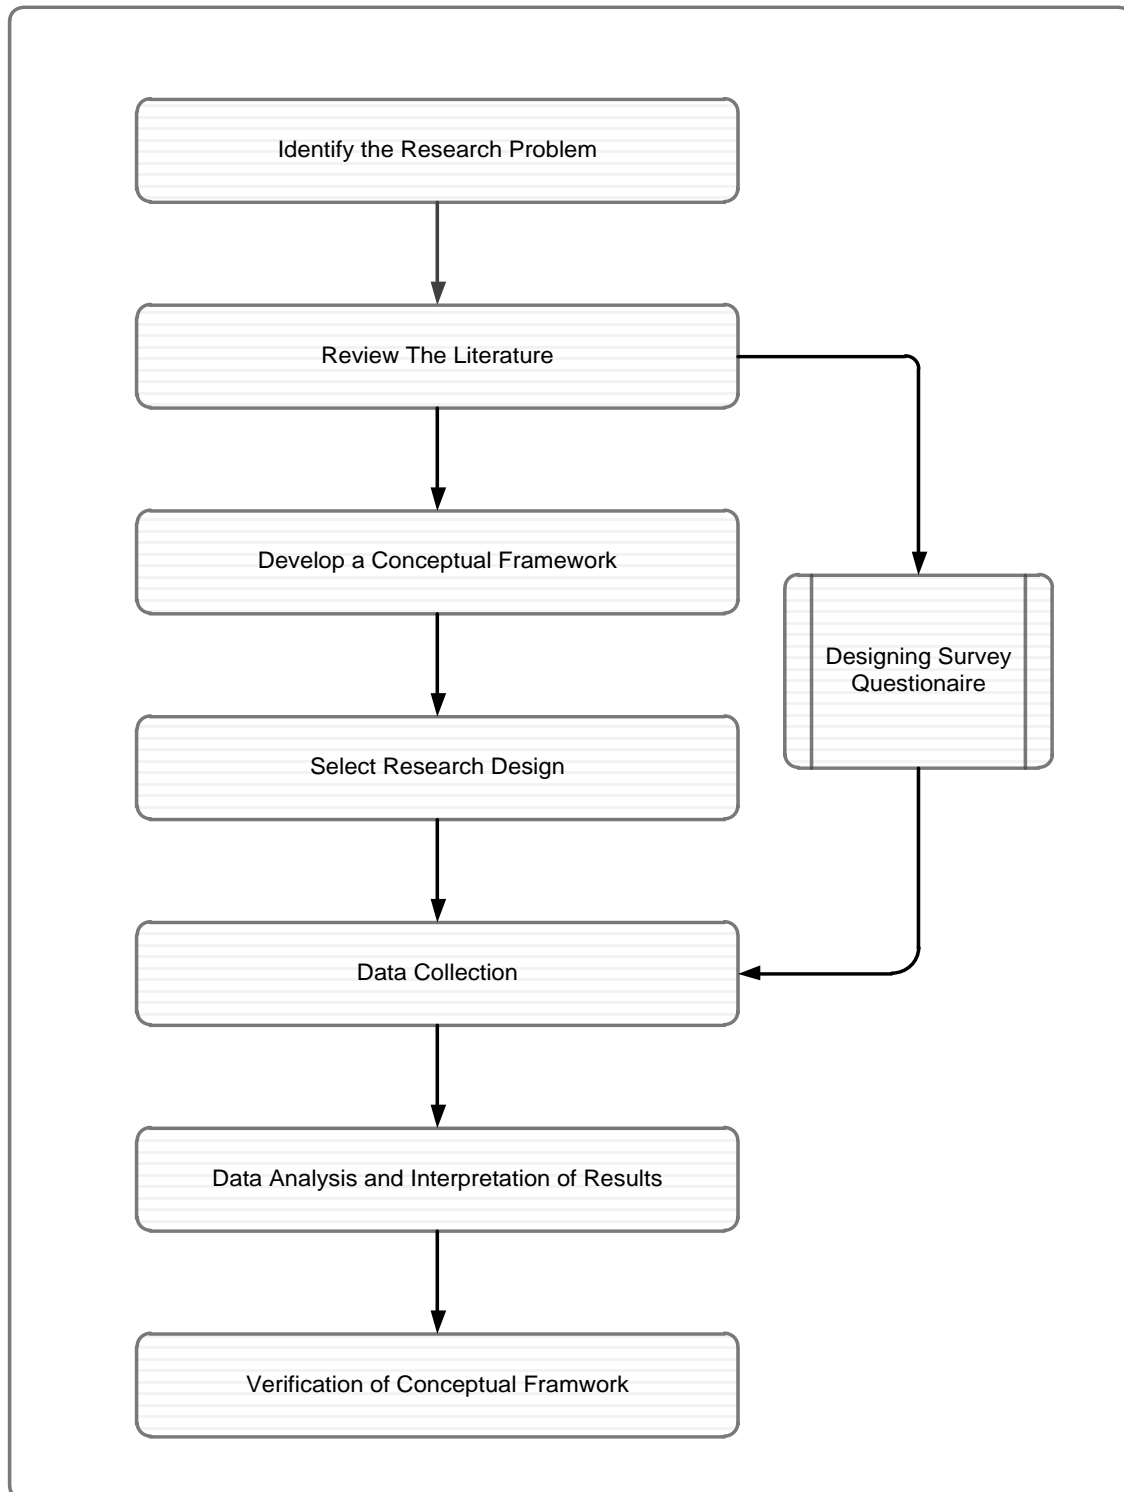 Identify the Research Problem
Review The Literature
Develop a Conceptual Framework
Designing Survey
Questionaire
Select Research Design
Data Collection
Data Analysis and Interpretation of Results
Verification of Conceptual Framwork